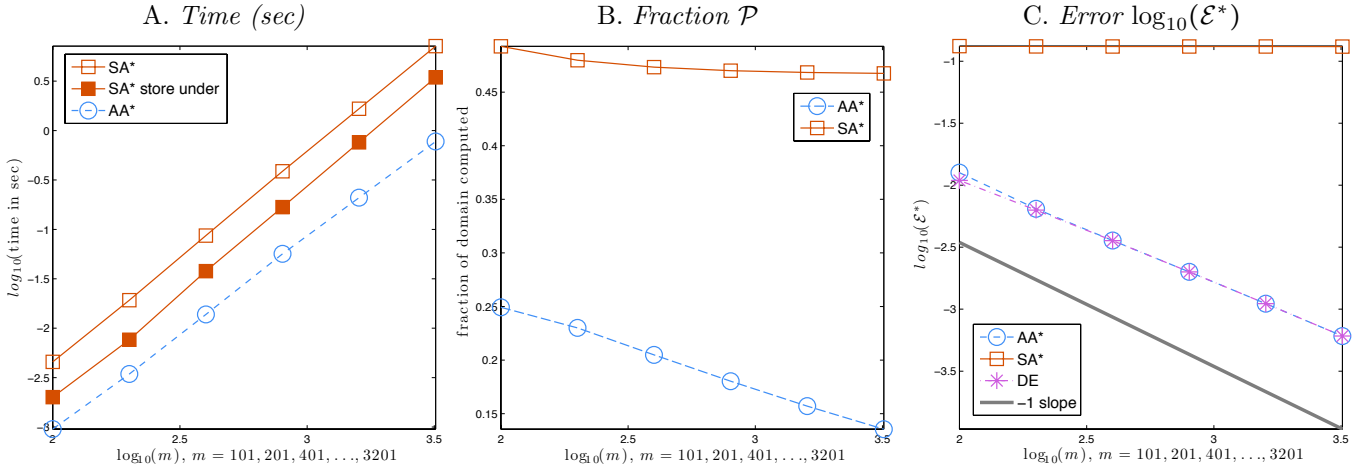 A. Time (sec)
0.5
0
−0.5
−1
−1.5
−2
−2.5
−3
2
2.5
3
3.5
log₁₀(time in sec)
SA*
SA* store under
AA*
log₁₀(m), m = 101, 201, 401, . . . , 3201
B. Fraction 𝒫
0.45
0.4
0.35
0.3
0.25
0.2
0.15
2
2.5
3
3.5
fraction of domain computed
AA*
SA*
log₁₀(m), m = 101, 201, 401, . . . , 3201
C. Error log₁₀(ℰ*)
−1
−1.5
−2
−2.5
−3
−3.5
2
2.5
3
3.5
log₁₀(ℰ*)
AA*
SA*
DE
−1 slope
log₁₀(m), m = 101, 201, 401, . . . , 3201